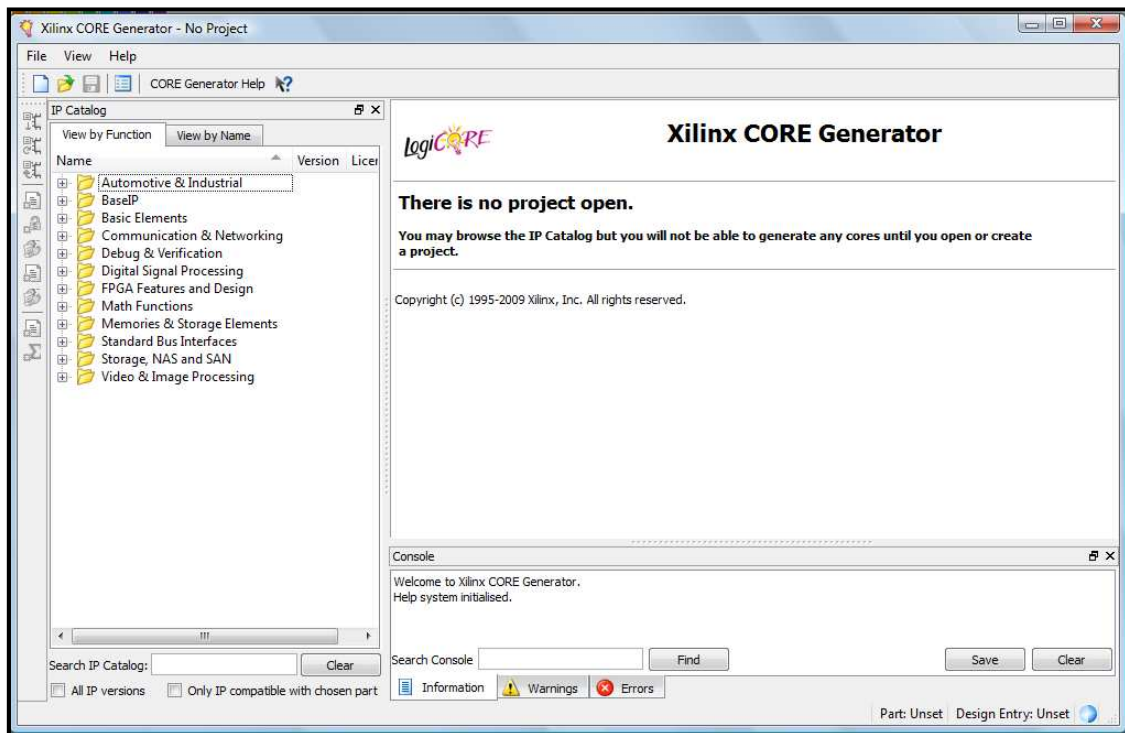 Xilinx CORE Generator - No Project
File View Help
CORE Generator Help
IP Catalog
View by Function View by Name
Name Version Licer
Automotive & Industrial
BaseIP
Basic Elements
Communication & Networking
Debug & Verification
Digital Signal Processing
FPGA Features and Design
Math Functions
Memories & Storage Elements
Standard Bus Interfaces
Storage, NAS and SAN
Video & Image Processing
Search IP Catalog: Clear
All IP versions Only IP compatible with chosen part
LogiCORE
Xilinx CORE Generator
There is no project open.
You may browse the IP Catalog but you will not be able to generate any cores until you open or create
a project.
Copyright (c) 1995-2009 Xilinx, Inc. All rights reserved.
Console
Welcome to Xilinx CORE Generator.
Help system initialised.
Search Console Find Save Clear
Information Warnings Errors
Part: Unset Design Entry: Unset